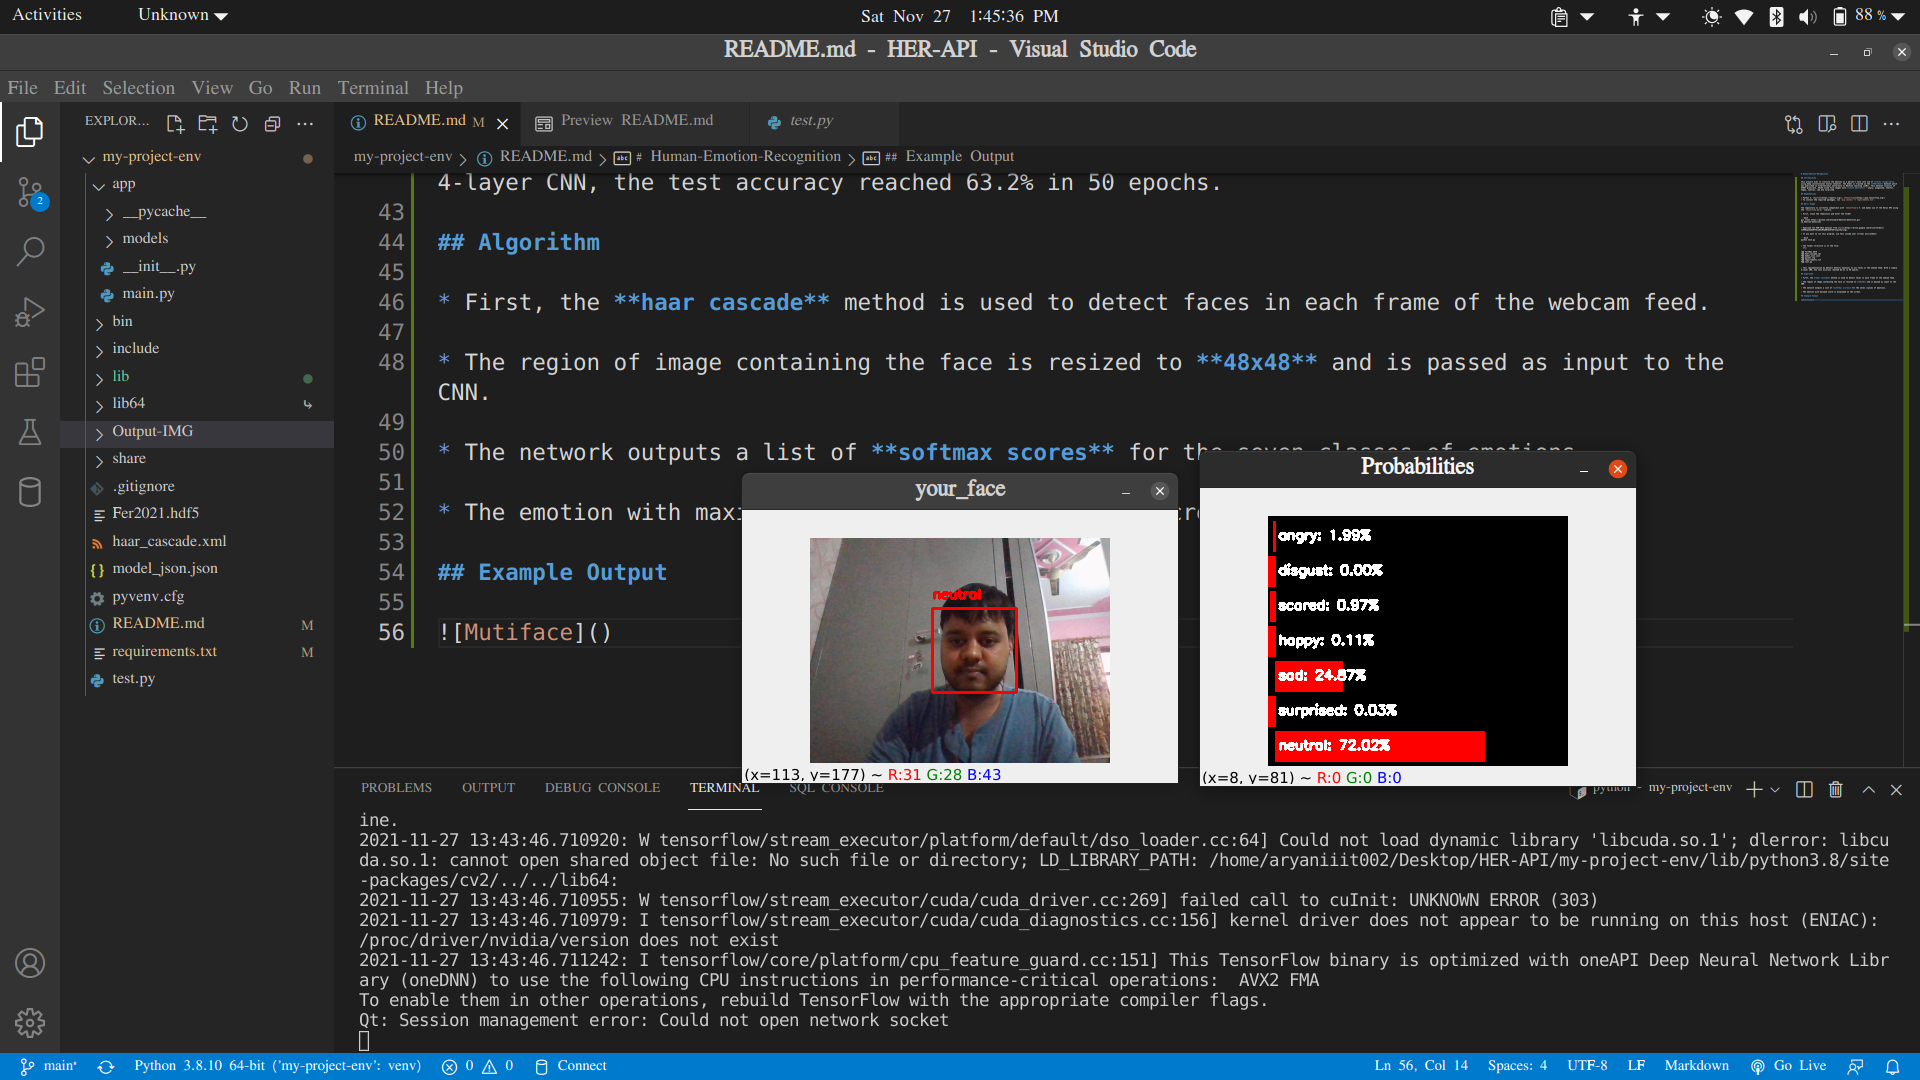 Activities
Unknown
Sat Nov 27 1:45:36 PM
88 %
README.md - HER-API - Visual Studio Code
File Edit Selection View Go Run Terminal Help
EXPLOR...
README.md M
Preview README.md
test.py
my-project-env
my-project-env > README.md > # Human-Emotion-Recognition > ## Example Output
app
__pycache__
models
__init__.py
main.py
bin
include
lib
lib64
Output-IMG
share
.gitignore
Fer2021.hdf5
haar_cascade.xml
model_json.json
pyvenv.cfg
README.md M
requirements.txt M
test.py
2
4-layer CNN, the test accuracy reached 63.2% in 50 epochs.
43
44 ## Algorithm
45
46 * First, the **haar cascade** method is used to detect faces in each frame of the webcam feed.
47
48 * The region of image containing the face is resized to **48x48** and is passed as input to the
CNN.
49
50 * The network outputs a list of **softmax scores** for the seven classes of emotions.
51
52 * The emotion with maxi
53
54 ## Example Output
55
56 ![Mutiface]()
your_face
neutral
(x=113, y=177) ~ R:31 G:28 B:43
Probabilities
angry: 1.99%
disgust: 0.00%
scared: 0.97%
happy: 0.11%
sad: 24.87%
surprised: 0.03%
neutral: 72.02%
(x=8, y=81) ~ R:0 G:0 B:0
PROBLEMS OUTPUT DEBUG CONSOLE TERMINAL SQL CONSOLE
python - my-project-env
ine.
2021-11-27 13:43:46.710920: W tensorflow/stream_executor/platform/default/dso_loader.cc:64] Could not load dynamic library 'libcuda.so.1'; dlerror: libcu
da.so.1: cannot open shared object file: No such file or directory; LD_LIBRARY_PATH: /home/aryaniiit002/Desktop/HER-API/my-project-env/lib/python3.8/site
-packages/cv2/../../lib64:
2021-11-27 13:43:46.710955: W tensorflow/stream_executor/cuda/cuda_driver.cc:269] failed call to cuInit: UNKNOWN ERROR (303)
2021-11-27 13:43:46.710979: I tensorflow/stream_executor/cuda/cuda_diagnostics.cc:156] kernel driver does not appear to be running on this host (ENIAC):
/proc/driver/nvidia/version does not exist
2021-11-27 13:43:46.711242: I tensorflow/core/platform/cpu_feature_guard.cc:151] This TensorFlow binary is optimized with oneAPI Deep Neural Network Libr
ary (oneDNN) to use the following CPU instructions in performance-critical operations:  AVX2 FMA
To enable them in other operations, rebuild TensorFlow with the appropriate compiler flags.
Qt: Session management error: Could not open network socket
main*
Python 3.8.10 64-bit ('my-project-env': venv)
0 0
Connect
Ln 56, Col 14
Spaces: 4
UTF-8
LF
Markdown
Go Live